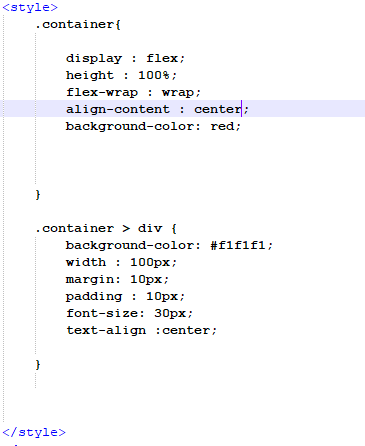 <style>
.container{
display : flex;
height : 100%;
flex-wrap : wrap;
align-content : center;
background-color: red;
}
.container > div {
background-color: #f1f1f1;
width : 100px;
margin: 10px;
padding : 10px;
font-size: 30px;
text-align :center;
}
</style>